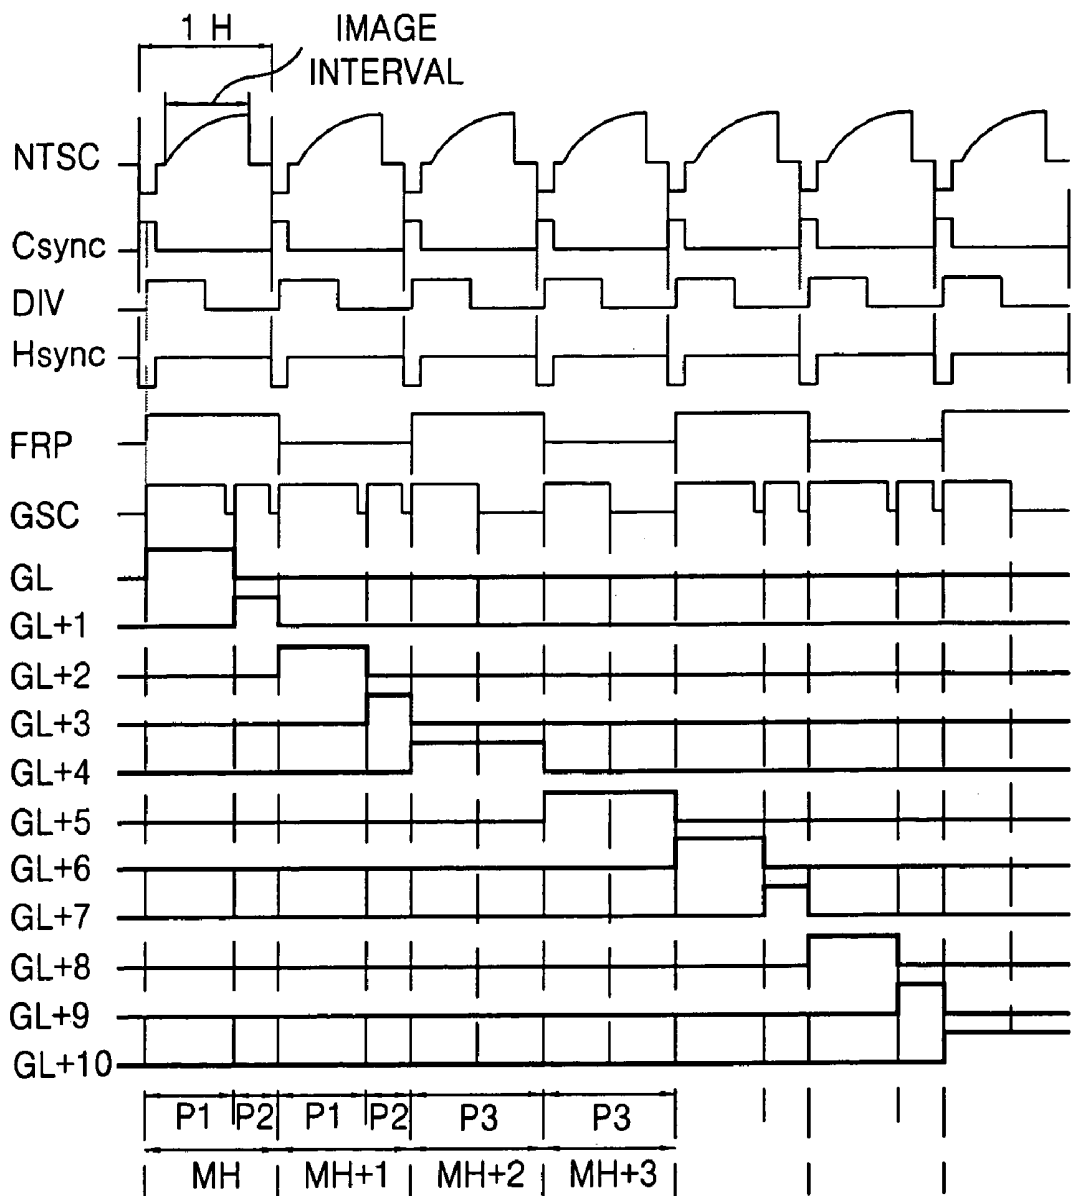 1 H
IMAGE
INTERVAL
NTSC
Csync
DIV
Hsync
FRP
GSC
GL
GL+1
GL+2
GL+3
GL+4
GL+5
GL+6
GL+7
GL+8
GL+9
GL+10
P1 P2 P1 P2 P3 P3
MH MH+1 MH+2 MH+3